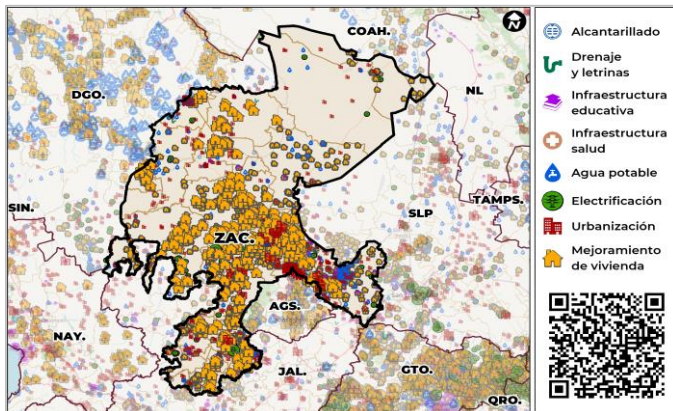 COAH.
NL
DGO.
SIN.
TAMPS.
SLP
ZAC.
AGS.
NAY.
JAL.
GTO.
QRO.
N
Alcantarillado
Drenaje
y letrinas
Infraestructura
educativa
Infraestructura
salud
Agua potable
Electrificación
Urbanización
Mejoramiento
de vivienda